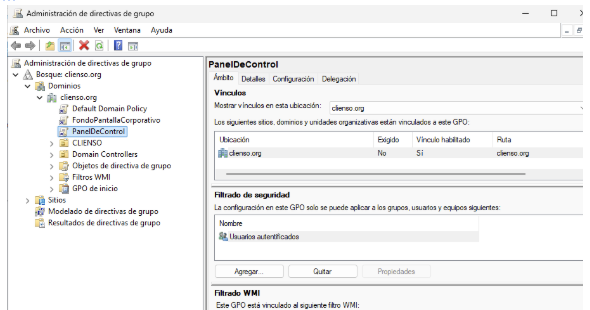 Administración de directivas de grupo
Archivo Acción Ver Ventana Ayuda
Administración de directivas de grupo
Bosque: clienso.org
Dominios
clienso.org
Default Domain Policy
FondoPantallaCorporativo
PanelDeControl
CLIENSO
Domain Controllers
Objetos de directiva de grupo
Filtros WMI
GPO de inicio
Sitios
Modelado de directivas de grupo
Resultados de directivas de grupo
PanelDeControl
Ámbito Detalles Configuración Delegación
Vínculos
Mostrar vínculos en esta ubicación: clienso.org
Los siguientes sitios, dominios y unidades organizativas están vinculados a este GPO:
Ubicación Exigido Vínculo habilitado Ruta
clienso.org No Sí clienso.org
Filtrado de seguridad
La configuración en este GPO solo se puede aplicar a los grupos, usuarios y equipos siguientes:
Nombre
Usuarios autentificados
Agregar... Quitar Propiedades
Filtrado WMI
Este GPO está vinculado al siguiente filtro WMI: